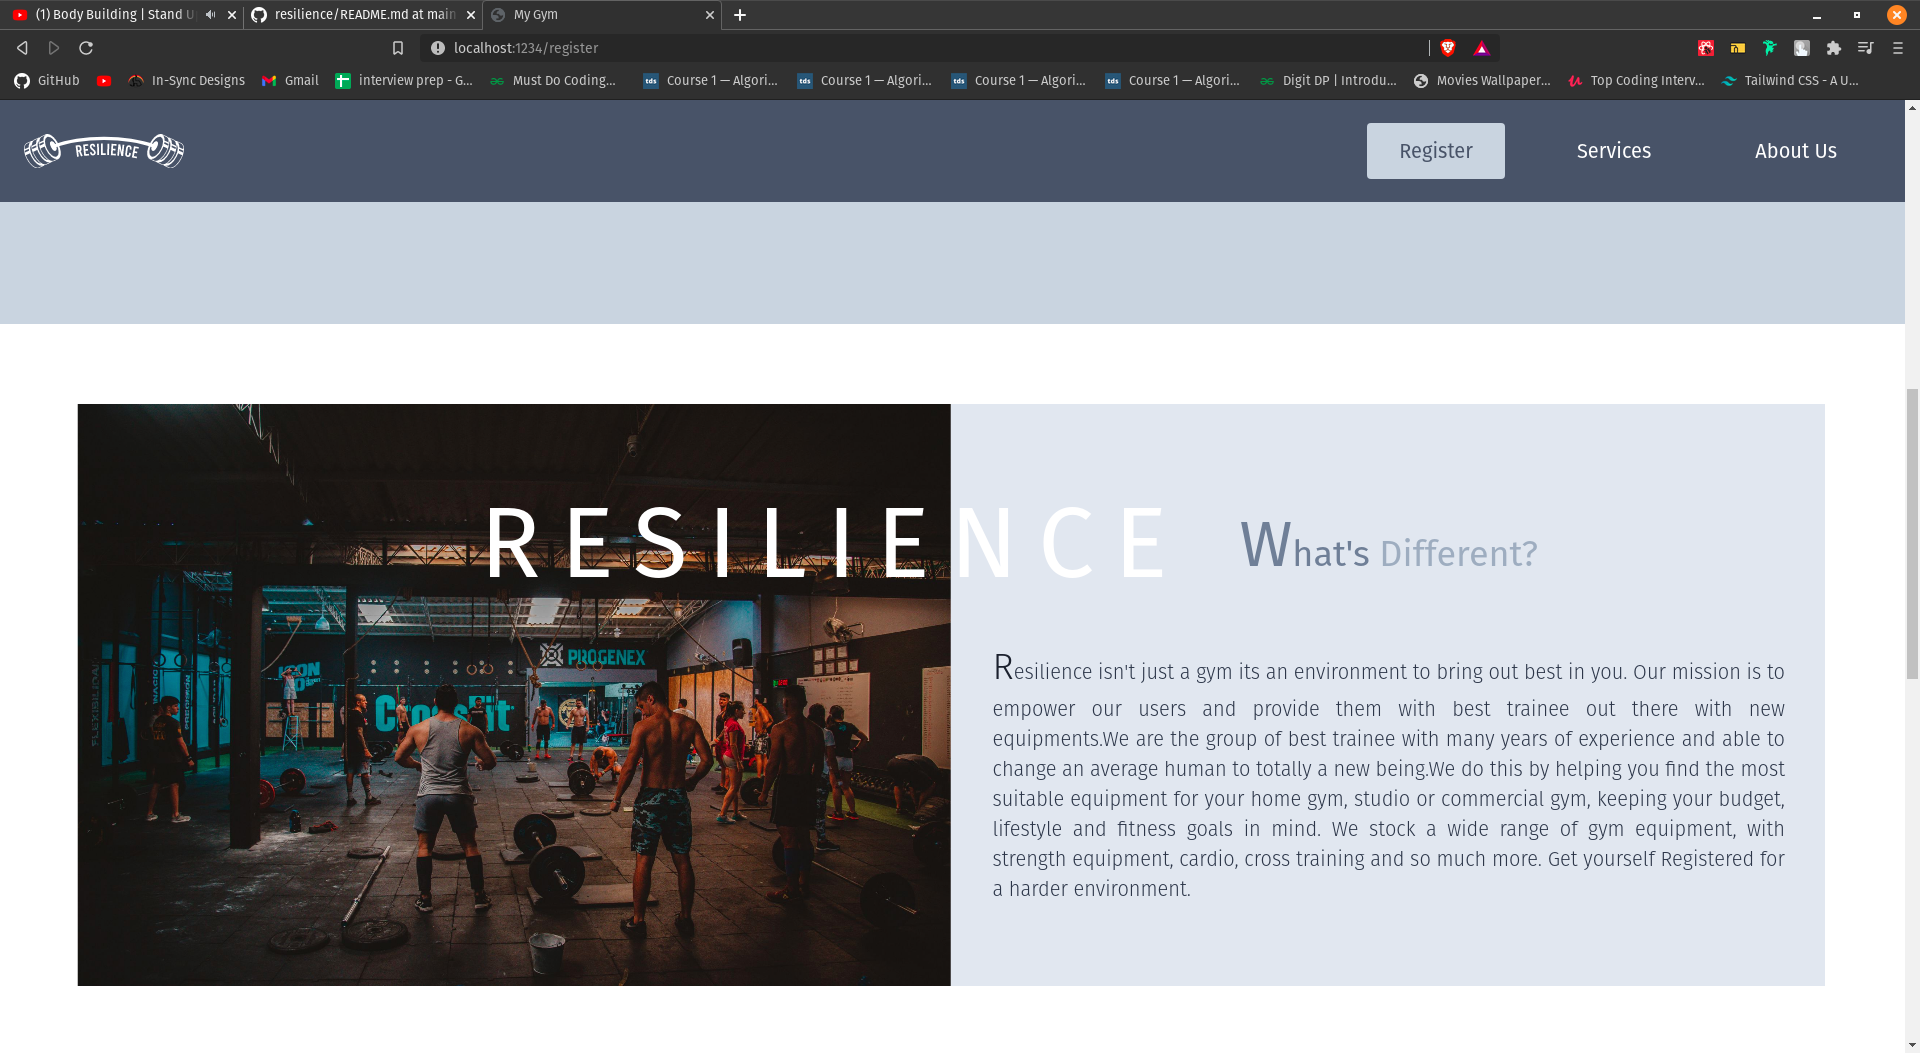 (1) Body Building | Stand U
resilience/README.md at main
My Gym
localhost:1234/register
GitHub
In-Sync Designs
Gmail
interview prep - G...
Must Do Coding...
tds
Course 1 — Algori...
tds
Course 1 — Algori...
tds
Course 1 — Algori...
tds
Course 1 — Algori...
Digit DP | Introdu...
Movies Wallpaper...
Top Coding Interv...
Tailwind CSS - A U...
RESILIENCE
Register
Services
About Us
RESILIENCE
What's Different?
PROGENEX
CrossFit
Resilience isn't just a gym its an environment to bring out best in you. Our mission is to
empower our users and provide them with best trainee out there with new
equipments.We are the group of best trainee with many years of experience and able to
change an average human to totally a new being.We do this by helping you find the most
suitable equipment for your home gym, studio or commercial gym, keeping your budget,
lifestyle and fitness goals in mind. We stock a wide range of gym equipment, with
strength equipment, cardio, cross training and so much more. Get yourself Registered for
a harder environment.